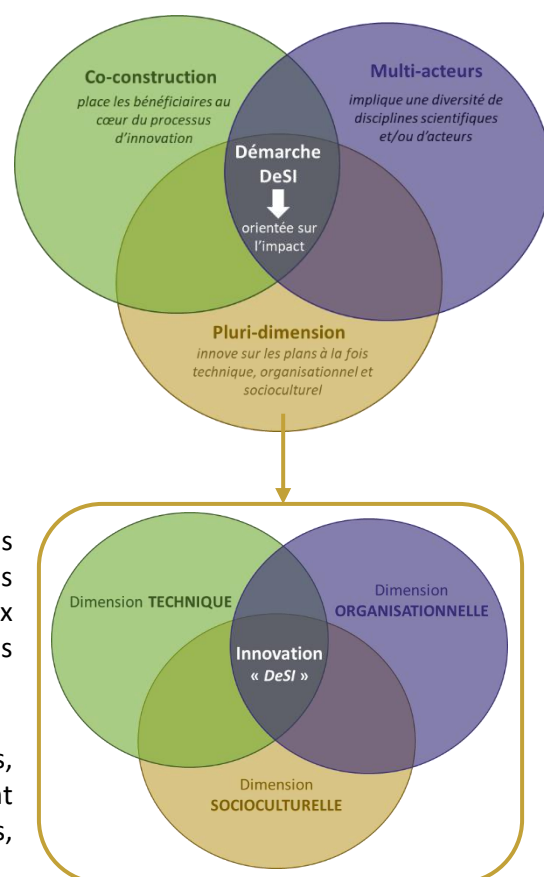 Co-construction
place les bénéficiaires au
cœur du processus
d'innovation
Multi-acteurs
implique une diversité de
disciplines scientifiques
et/ou d'acteurs
Démarche
DeSI
orientée sur
l'impact
Pluri-dimension
innove sur les plans à la fois
technique, organisationnel et
socioculturel
s
s
x
s
s,
nt
s,
Dimension TECHNIQUE
Dimension
ORGANISATIONNELLE
Innovation
« DeSI »
Dimension
SOCIOCULTURELLE